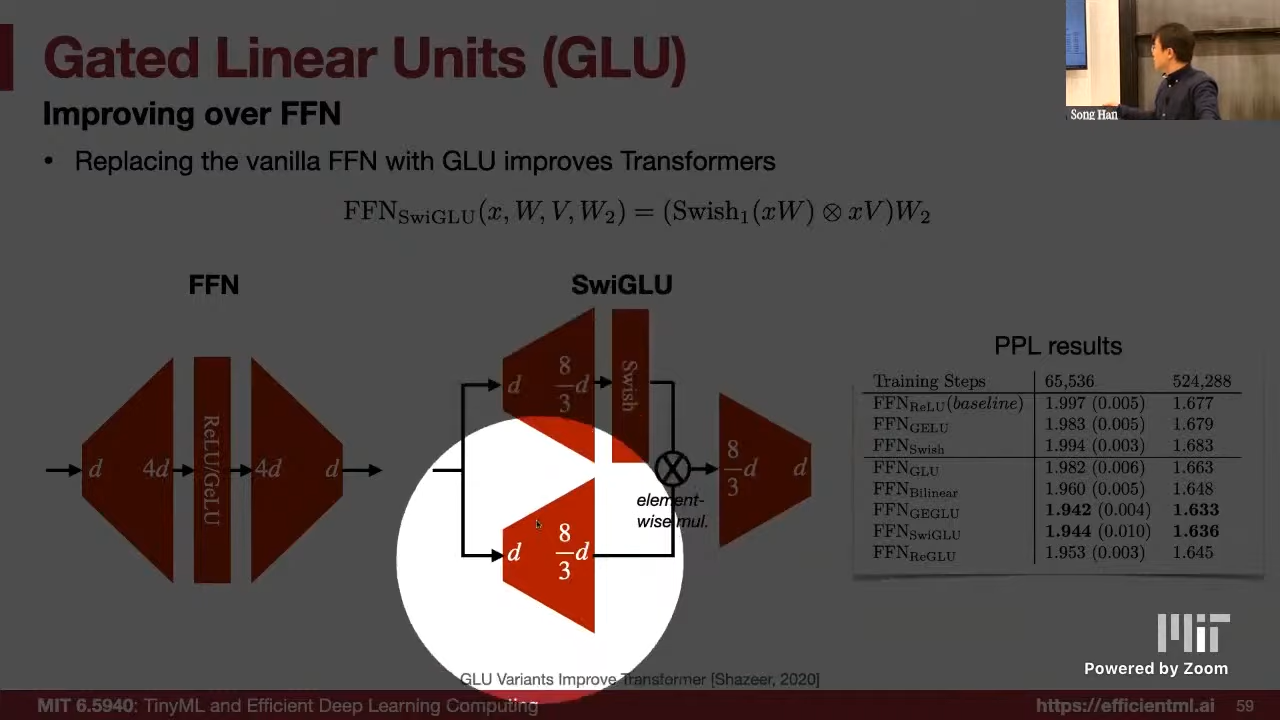 Gated Linear Units (GLU)
Improving over FFN
Song Han
• Replacing the vanilla FFN with GLU improves Transformers
FFN_SwiGLU(x, W, V, W_2) = (Swish_1(xW) ⊗ xV)W_2
FFN
d 4d
ReLU/GeLU
4d d
SwiGLU
d 8/3 d
Swish
d 8/3 d
element-
wise mul.
8/3 d d
PPL results
Training Steps 65,536 524,288
FFN_ReLU(baseline) 1.997 (0.005) 1.677
FFN_GELU 1.983 (0.005) 1.679
FFN_Swish 1.994 (0.003) 1.683
FFN_GLU 1.982 (0.006) 1.663
FFN_Bilinear 1.960 (0.005) 1.648
FFN_GEGLU 1.942 (0.004) 1.633
FFN_SwiGLU 1.944 (0.010) 1.636
FFN_ReGLU 1.953 (0.003) 1.645
MIT
Powered by Zoom
GLU Variants Improve Transformer [Shazeer, 2020]
MIT 6.5940: TinyML and Efficient Deep Learning Computing https://efficientml.ai 59